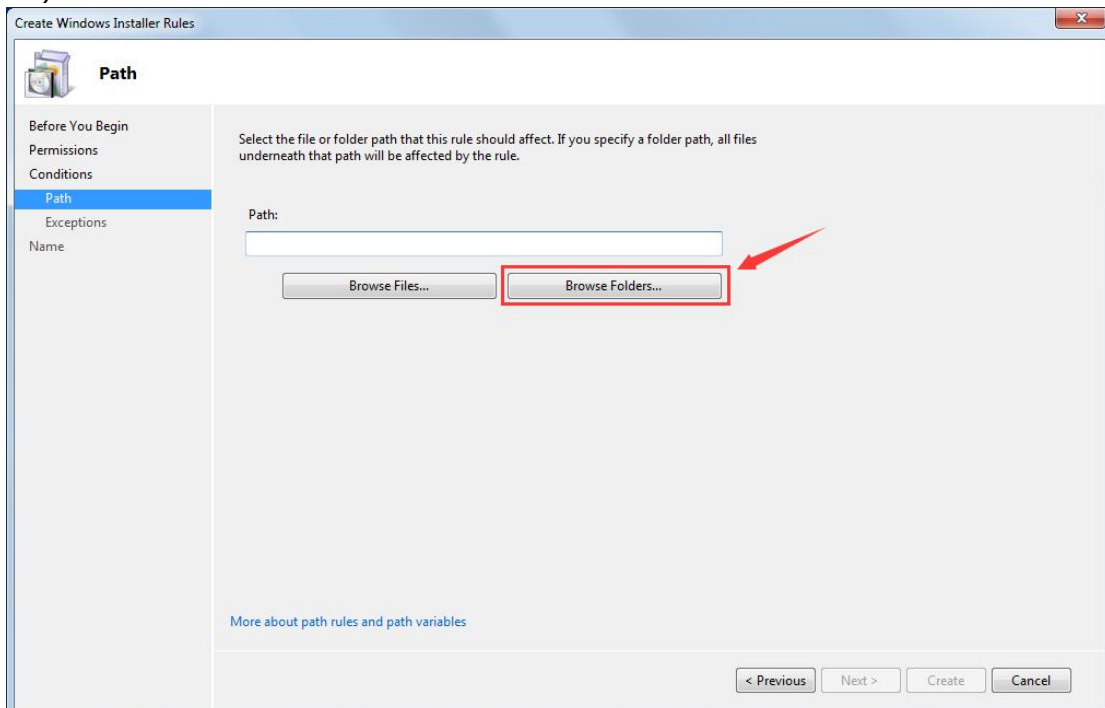 Create Windows Installer Rules
Path
Before You Begin
Permissions
Conditions
Path
Exceptions
Name
Select the file or folder path that this rule should affect. If you specify a folder path, all files
underneath that path will be affected by the rule.
Path:
Browse Files...
Browse Folders...
More about path rules and path variables
< Previous
Next >
Create
Cancel